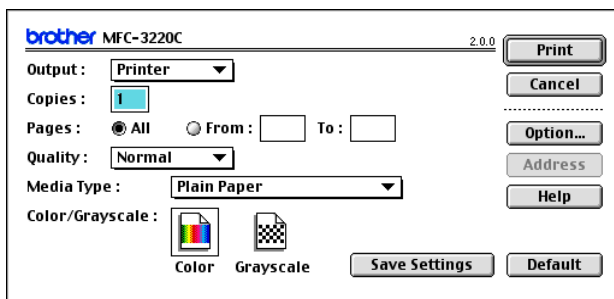 brother MFC-3220C 2.0.0
Print
Output : Printer
Cancel
Copies : 1
Pages : All From : To :
Option...
Quality : Normal
Address
Media Type : Plain Paper
Help
Color/Grayscale :
Color Grayscale
Save Settings Default